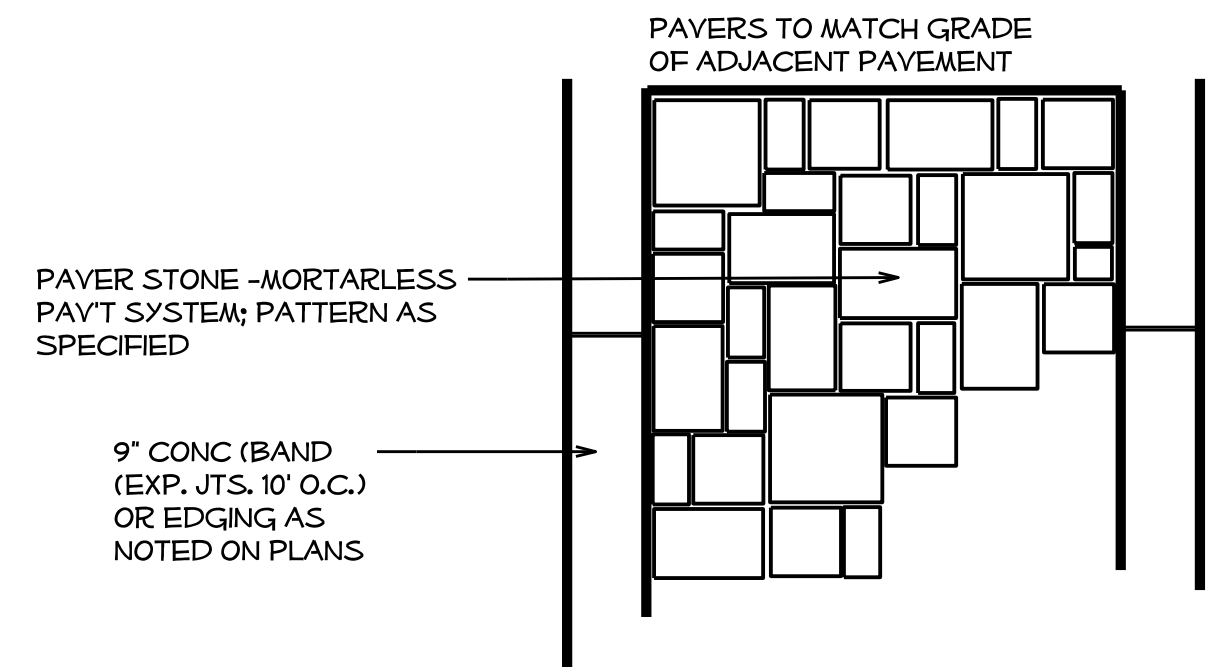 PAVERS TO MATCH GRADE
OF ADJACENT PAVEMENT
PAVER STONE -MORTARLESS
PAV'T SYSTEM; PATTERN AS
SPECIFIED
9" CONC (BAND
(EXP. JTS. 10' O.C.)
OR EDGING AS
NOTED ON PLANS